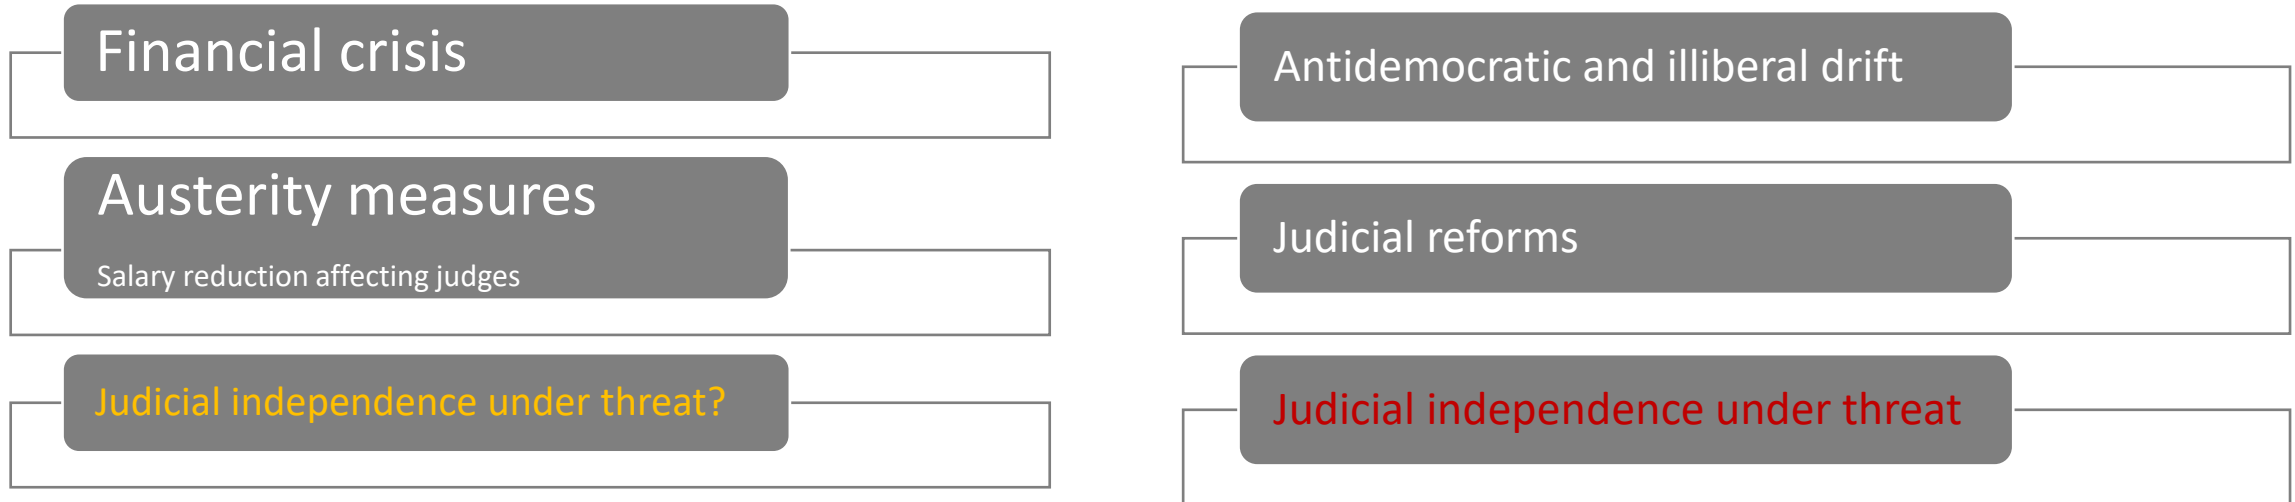 Financial crisis
Austerity measures
Salary reduction affecting judges
Judicial independence under threat?
Antidemocratic and illiberal drift
Judicial reforms
Judicial independence under threat